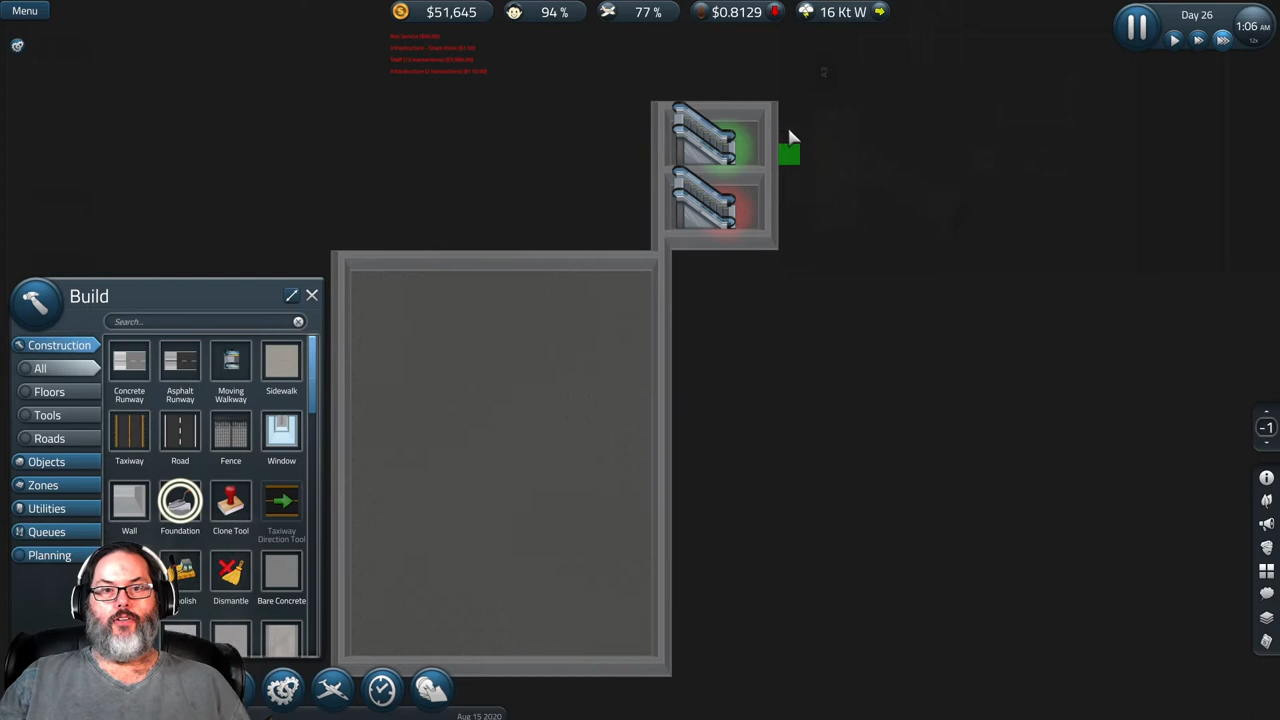 Menu
$51,645
94 %
77 %
$0.8129
16 Kt W
Day 26
1:06 AM
12x
Build
Search...
Construction
All
Floors
Tools
Roads
Objects
Zones
Utilities
Queues
Planning
Concrete Runway
Asphalt Runway
Moving Walkway
Sidewalk
Taxiway
Road
Fence
Window
Wall
Foundation
Clone Tool
Taxiway Direction Tool
Dismantle
Bare Concrete
-1
Aug 15 2020